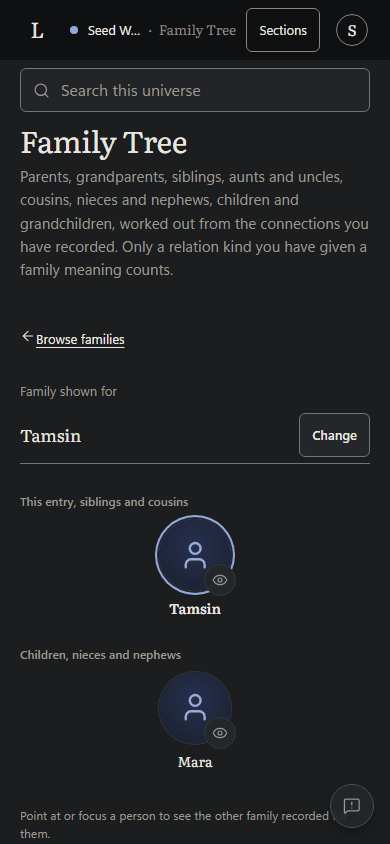 L
Seed W... · Family Tree
Sections
S
Search this universe
Family Tree
Parents, grandparents, siblings, aunts and uncles,
cousins, nieces and nephews, children and
grandchildren, worked out from the connections you
have recorded. Only a relation kind you have given a
family meaning counts.
Browse families
Family shown for
Tamsin
Change
This entry, siblings and cousins
Tamsin
Children, nieces and nephews
Mara
Point at or focus a person to see the other family recorded
them.